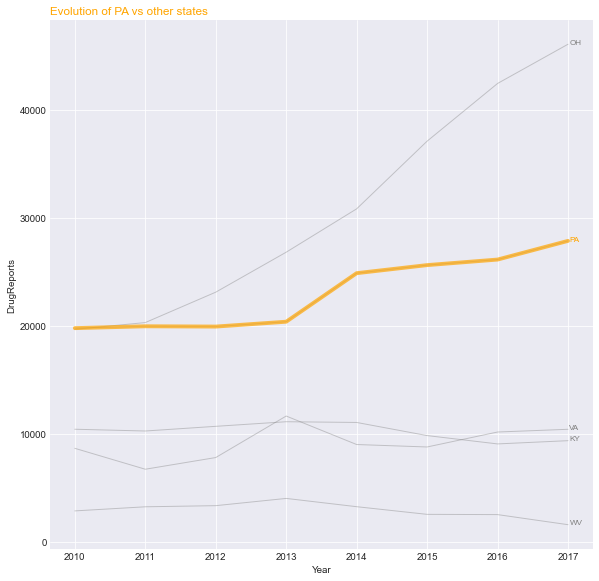 Evolution of PA vs other states
OH
40000
30000
PA
DrugReports
20000
10000
VA
KY
WV
0
2010 2011 2012 2013 2014 2015 2016 2017
Year